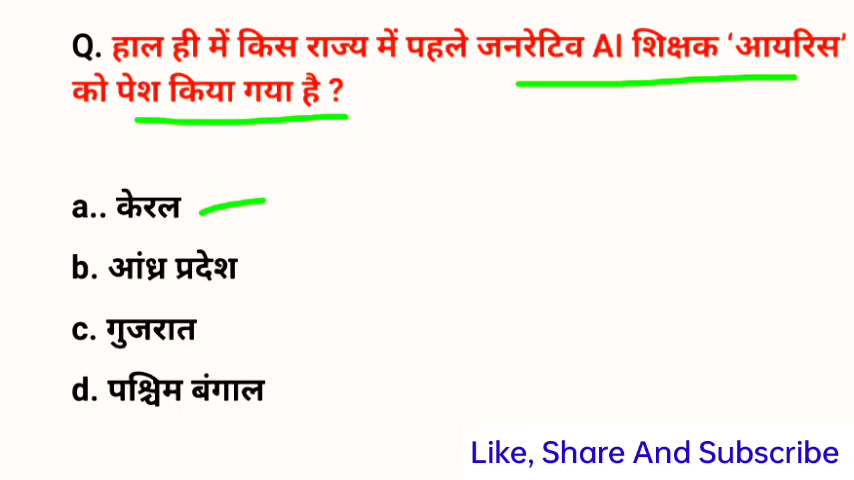 Q. हाल ही में किस राज्य में पहले जनरेटिव AI शिक्षक ‘आयरिस’
को पेश किया गया है ?
a.. केरल
b. आंध्र प्रदेश
c. गुजरात
d. पश्चिम बंगाल
Like, Share And Subscribe